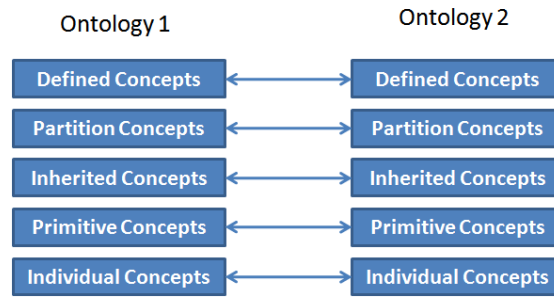 Ontology 1 Ontology 2
Defined Concepts Defined Concepts
Partition Concepts Partition Concepts
Inherited Concepts Inherited Concepts
Primitive Concepts Primitive Concepts
Individual Concepts Individual Concepts